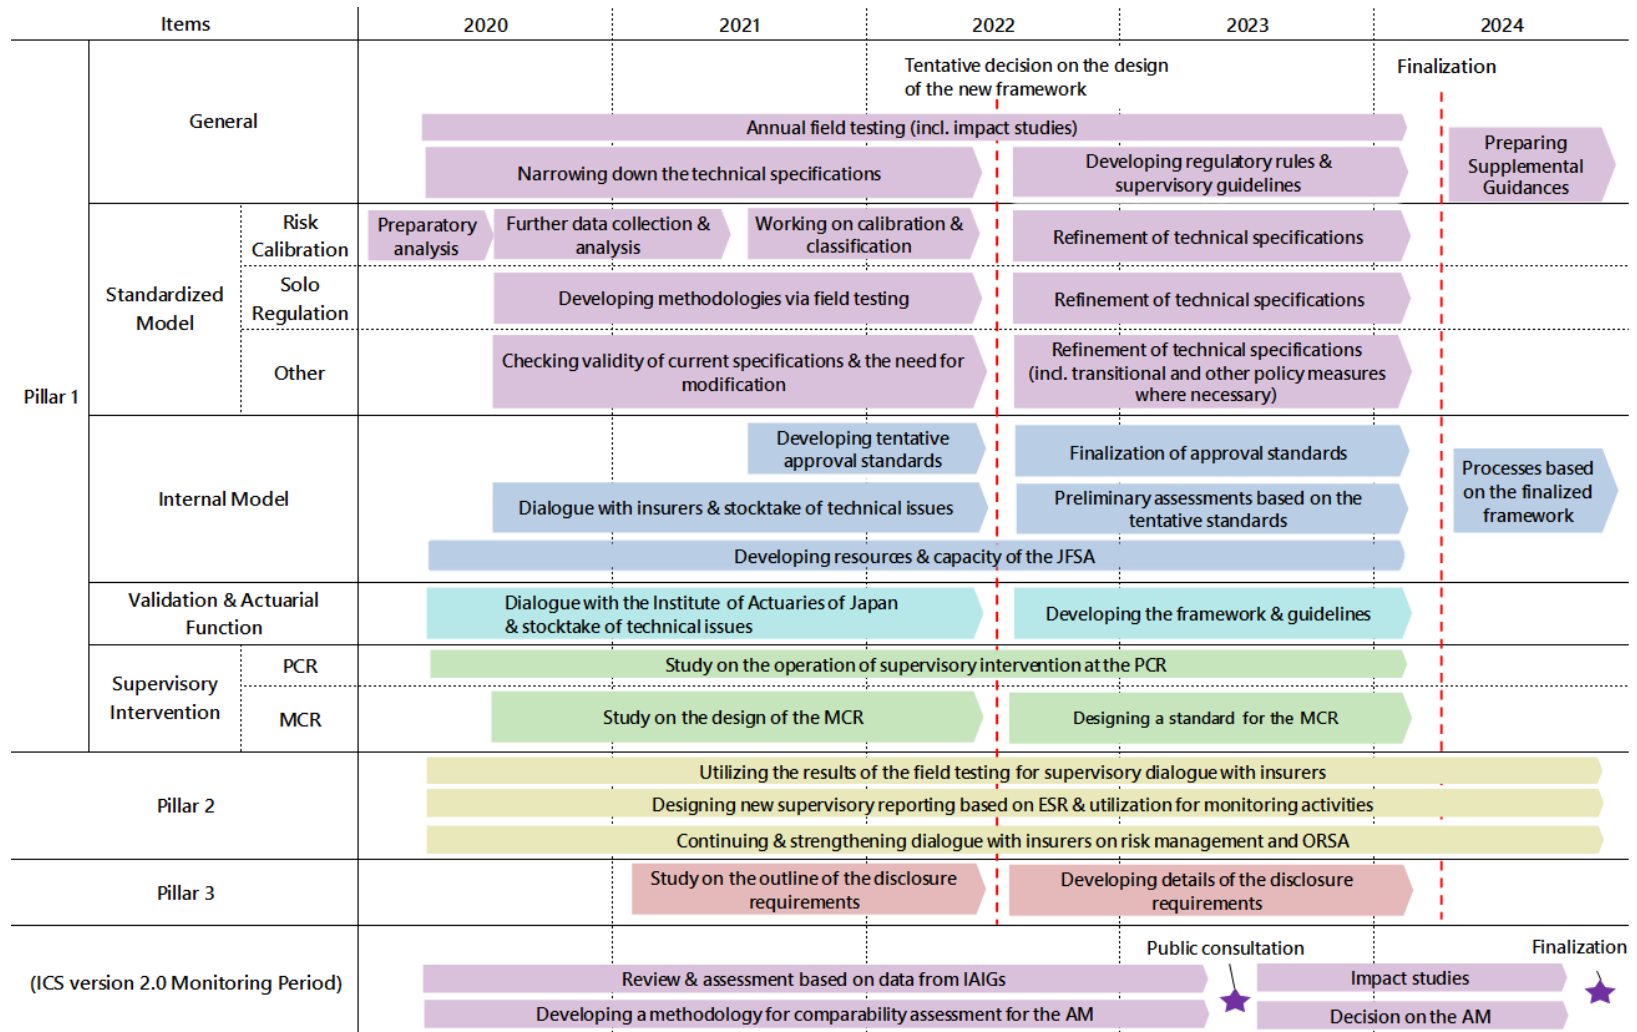 Items
2020
2021
2022
2023
2024
Tentative decision on the design
of the new framework
Finalization
Pillar 1
General
Annual field testing (incl. impact studies)
Narrowing down the technical specifications
Developing regulatory rules &
supervisory guidelines
Preparing
Supplemental
Guidances
Standardized
Model
Risk
Calibration
Preparatory
analysis
Further data collection &
analysis
Working on calibration &
classification
Refinement of technical specifications
Solo
Regulation
Developing methodologies via field testing
Refinement of technical specifications
Other
Checking validity of current specifications & the need for
modification
Refinement of technical specifications
(incl. transitional and other policy measures
where necessary)
Internal Model
Developing tentative
approval standards
Finalization of approval standards
Dialogue with insurers & stocktake of technical issues
Preliminary assessments based on the
tentative standards
Processes based
on the finalized
framework
Developing resources & capacity of the JFSA
Validation & Actuarial
Function
Dialogue with the Institute of Actuaries of Japan
& stocktake of technical issues
Developing the framework & guidelines
Supervisory
Intervention
PCR
Study on the operation of supervisory intervention at the PCR
MCR
Study on the design of the MCR
Designing a standard for the MCR
Pillar 2
Utilizing the results of the field testing for supervisory dialogue with insurers
Designing new supervisory reporting based on ESR & utilization for monitoring activities
Continuing & strengthening dialogue with insurers on risk management and ORSA
Pillar 3
Study on the outline of the disclosure
requirements
Developing details of the disclosure
requirements
(ICS version 2.0 Monitoring Period)
Public consultation
Finalization
Review & assessment based on data from IAIGs
Impact studies
Developing a methodology for comparability assessment for the AM
Decision on the AM